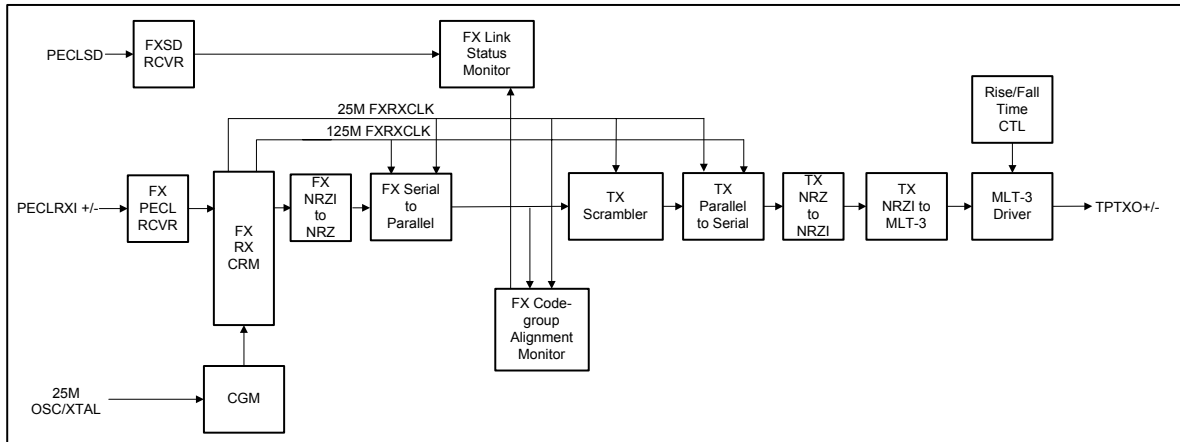 PECLSD
FXSD
RCVR
FX Link
Status
Monitor
Rise/Fall
Time
CTL
25M FXRXCLK
125M FXRXCLK
PECLRXI +/-
FX
PECL
RCVR
FX
RX
CRM
FX
NRZI
to
NRZ
FX Serial
to
Parallel
TX
Scrambler
TX
Parallel
to Serial
TX
NRZ
to
NRZI
TX
NRZI to
MLT-3
MLT-3
Driver
TPTXO+/-
FX Code-
group
Alignment
Monitor
25M
OSC/XTAL
CGM